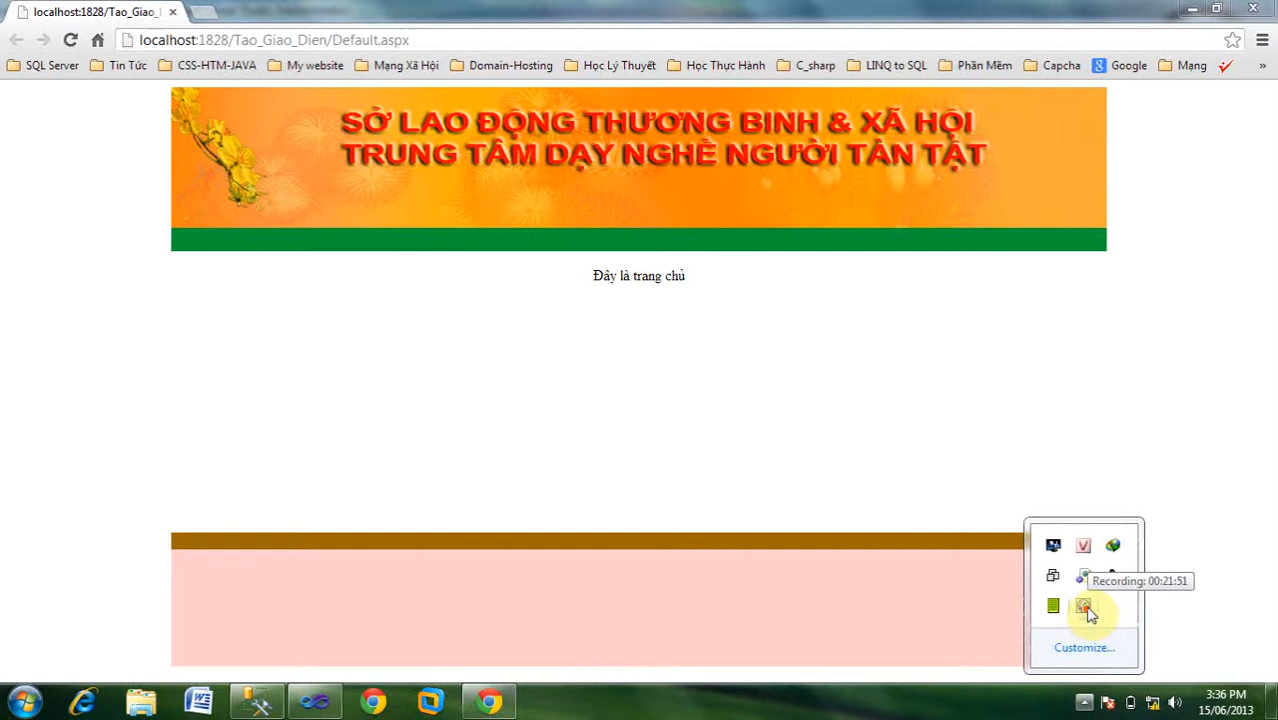 localhost:1828/Tao_Giao_
localhost:1828/Tao_Giao_Dien/Default.aspx
SQL Server
Tin Tức
CSS-HTM-JAVA
My website
Mạng Xã Hội
Domain-Hosting
Học Lý Thuyết
Học Thực Hành
C_sharp
LINQ to SQL
Phần Mềm
Capcha
Google
Mạng
»
SỞ LAO ĐỘNG THƯƠNG BINH & XÃ HỘI
TRUNG TÂM DẠY NGHỀ NGƯỜI TÀN TẬT
Đây là trang chủ
Recording: 00:21:51
Customize...
3:36 PM
15/06/2013